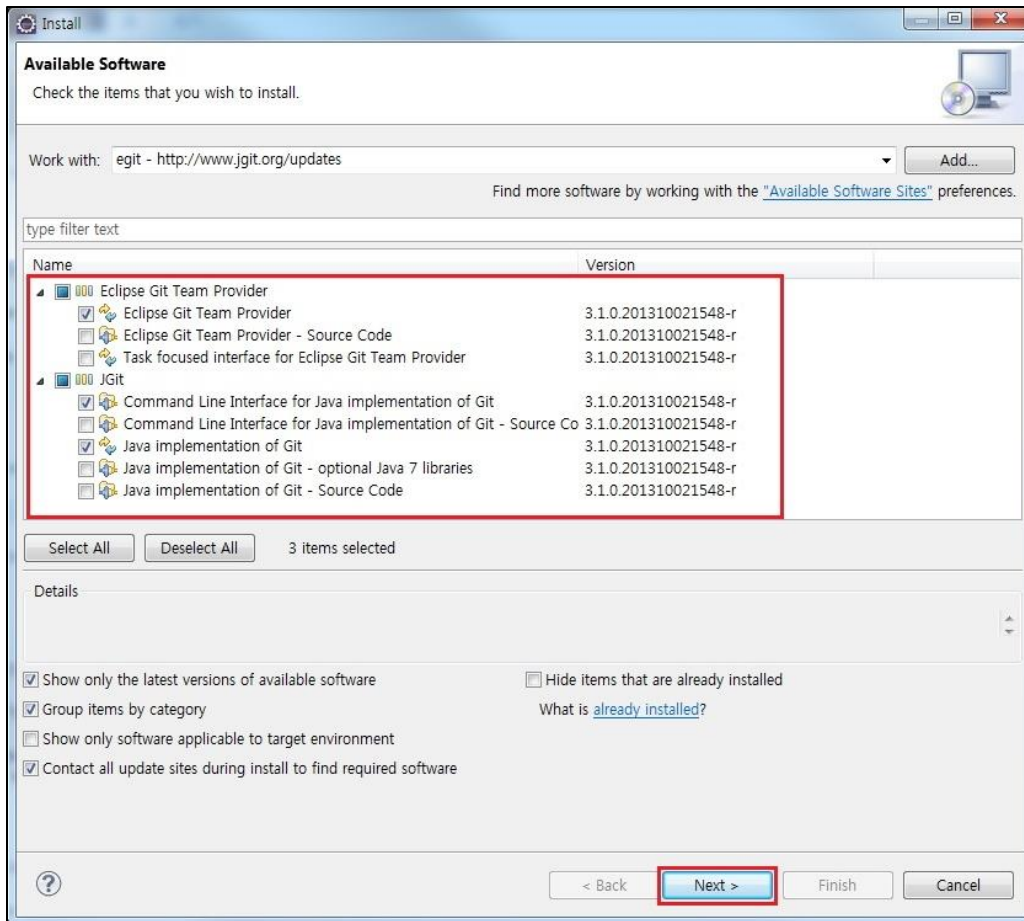 Install
Available Software
Check the items that you wish to install.
Work with: egit - http://www.jgit.org/updates Add...
Find more software by working with the "Available Software Sites" preferences.
type filter text
Name Version
Eclipse Git Team Provider
Eclipse Git Team Provider 3.1.0.201310021548-r
Eclipse Git Team Provider - Source Code 3.1.0.201310021548-r
Task focused interface for Eclipse Git Team Provider 3.1.0.201310021548-r
JGit
Command Line Interface for Java implementation of Git 3.1.0.201310021548-r
Command Line Interface for Java implementation of Git - Source Co 3.1.0.201310021548-r
Java implementation of Git 3.1.0.201310021548-r
Java implementation of Git - optional Java 7 libraries 3.1.0.201310021548-r
Java implementation of Git - Source Code 3.1.0.201310021548-r
Select All Deselect All 3 items selected
Details
Show only the latest versions of available software Hide items that are already installed
Group items by category What is already installed?
Show only software applicable to target environment
Contact all update sites during install to find required software
? < Back Next > Finish Cancel